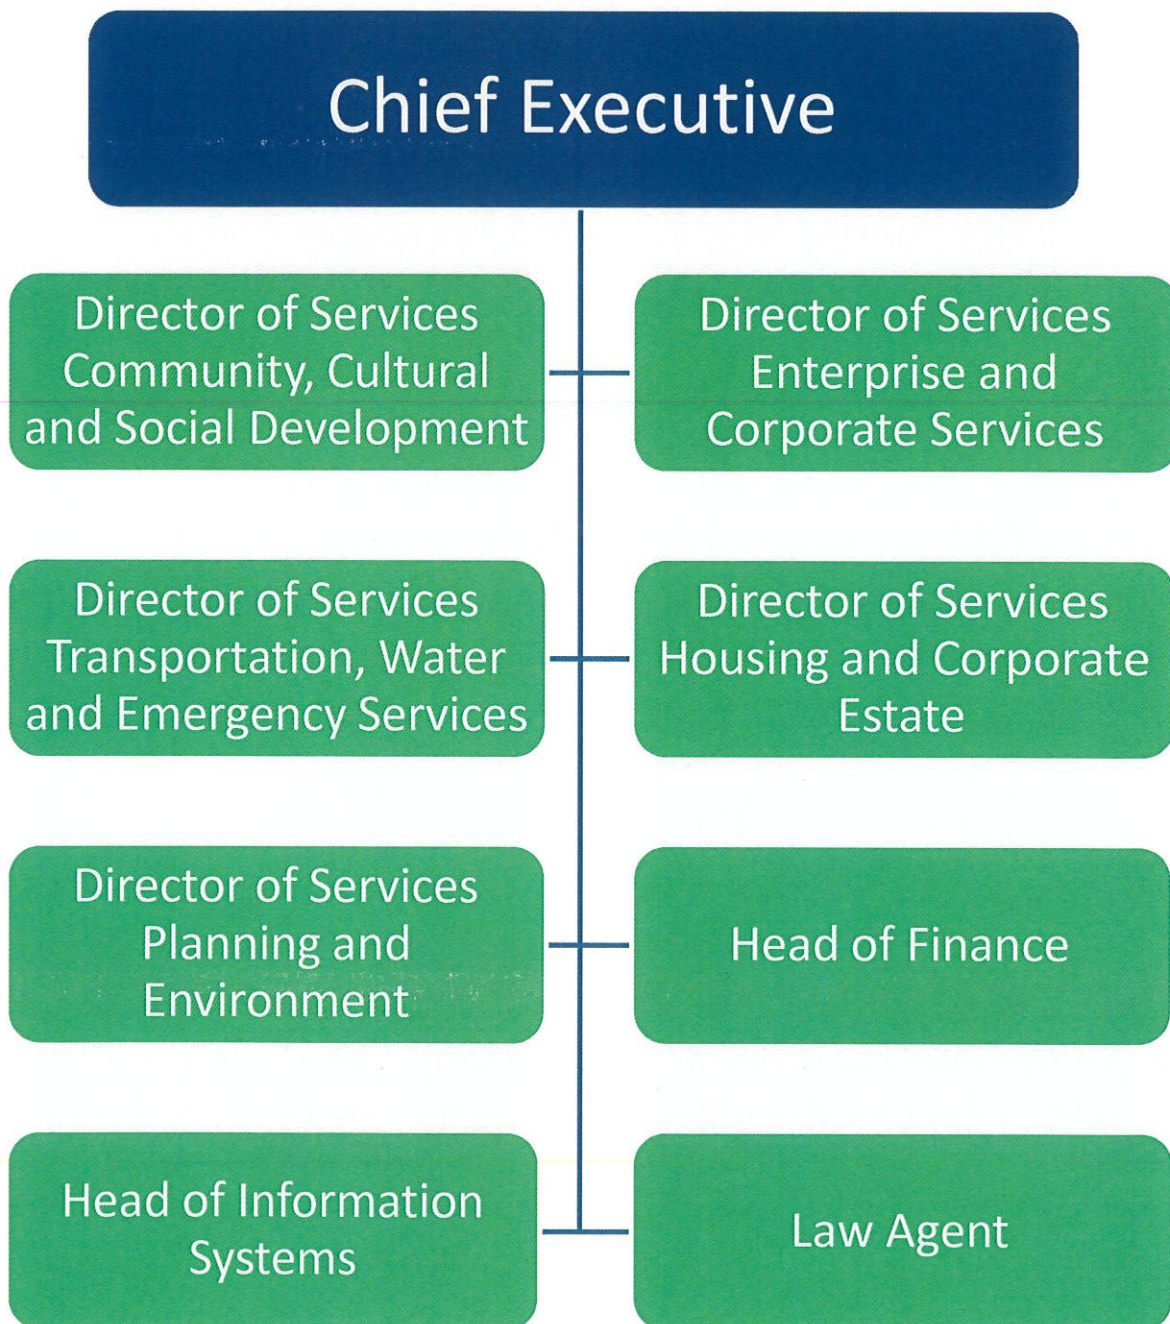 Chief Executive
Director of Services
Community, Cultural
and Social Development
Director of Services
Enterprise and
Corporate Services
Director of Services
Transportation, Water
and Emergency Services
Director of Services
Housing and Corporate
Estate
Director of Services
Planning and
Environment
Head of Finance
Head of Information
Systems
Law Agent